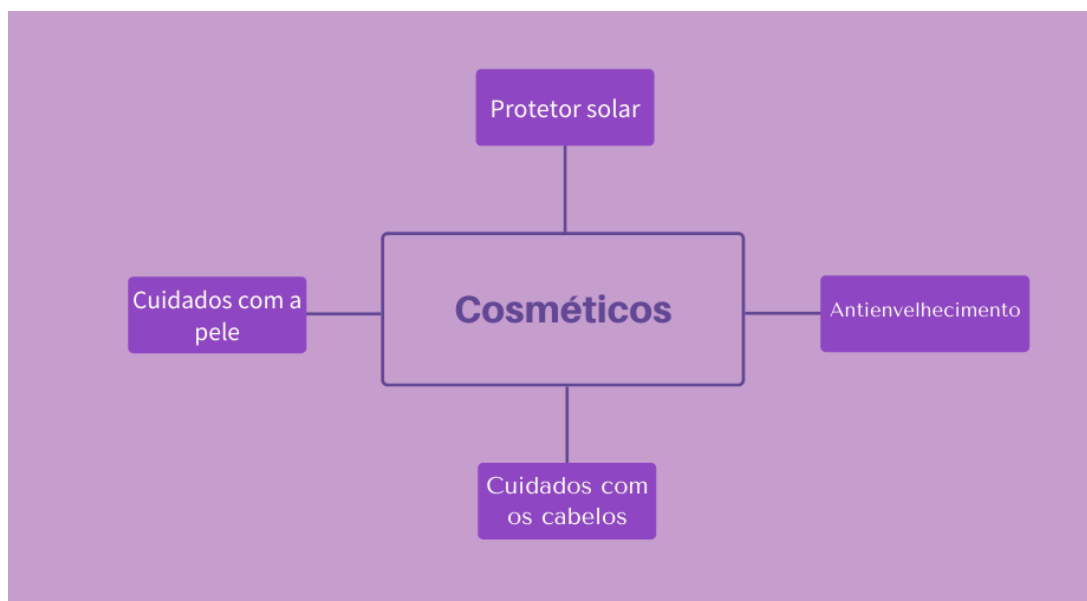 Protetor solar
Cuidados com a
pele
Cosméticos
Antienvelhecimento
Cuidados com
os cabelos